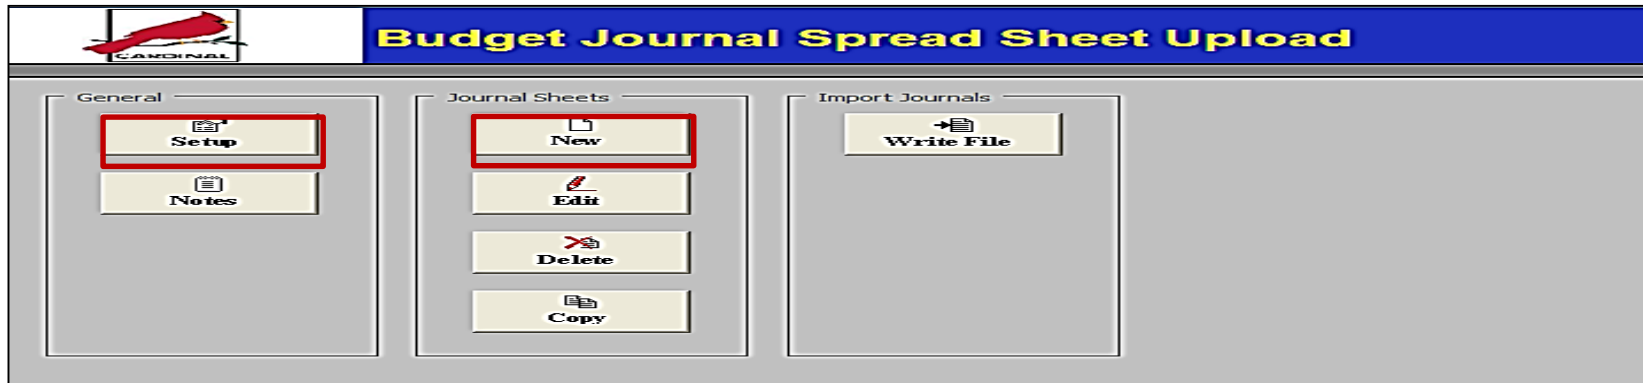 CARDINAL
Budget Journal Spread Sheet Upload
General
Setup
Notes
Journal Sheets
New
Edit
Delete
Copy
Import Journals
Write File